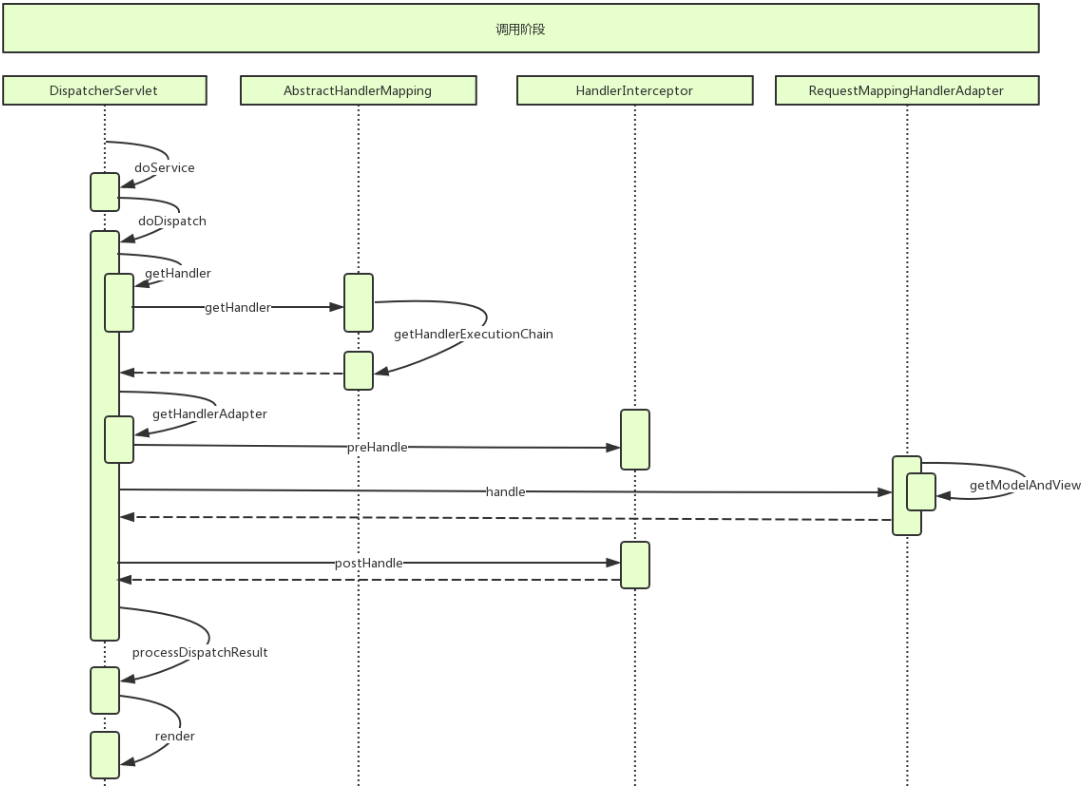 调用阶段
DispatcherServlet
AbstractHandlerMapping
HandlerInterceptor
RequestMappingHandlerAdapter
doService
doDispatch
getHandler
getHandler
getHandlerExecutionChain
getHandlerAdapter
preHandle
getModelAndView
handle
postHandle
processDispatchResult
render